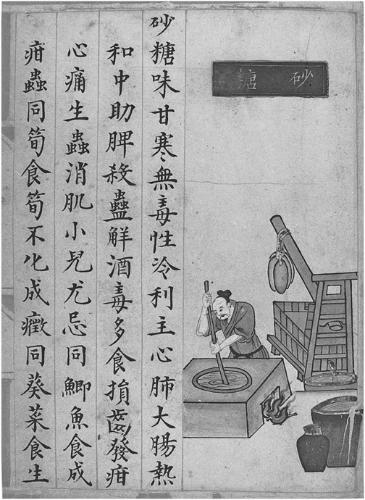 砂糖
砂糖味甘寒無毒性冷利主心肺大腸熱
和中助脾殺蠱觧酒毒多食損齒發疳
心痛生蟲消肌小兒尤忌同鯽魚食成
疳蟲同筍食筍不化成癥同葵菜食生